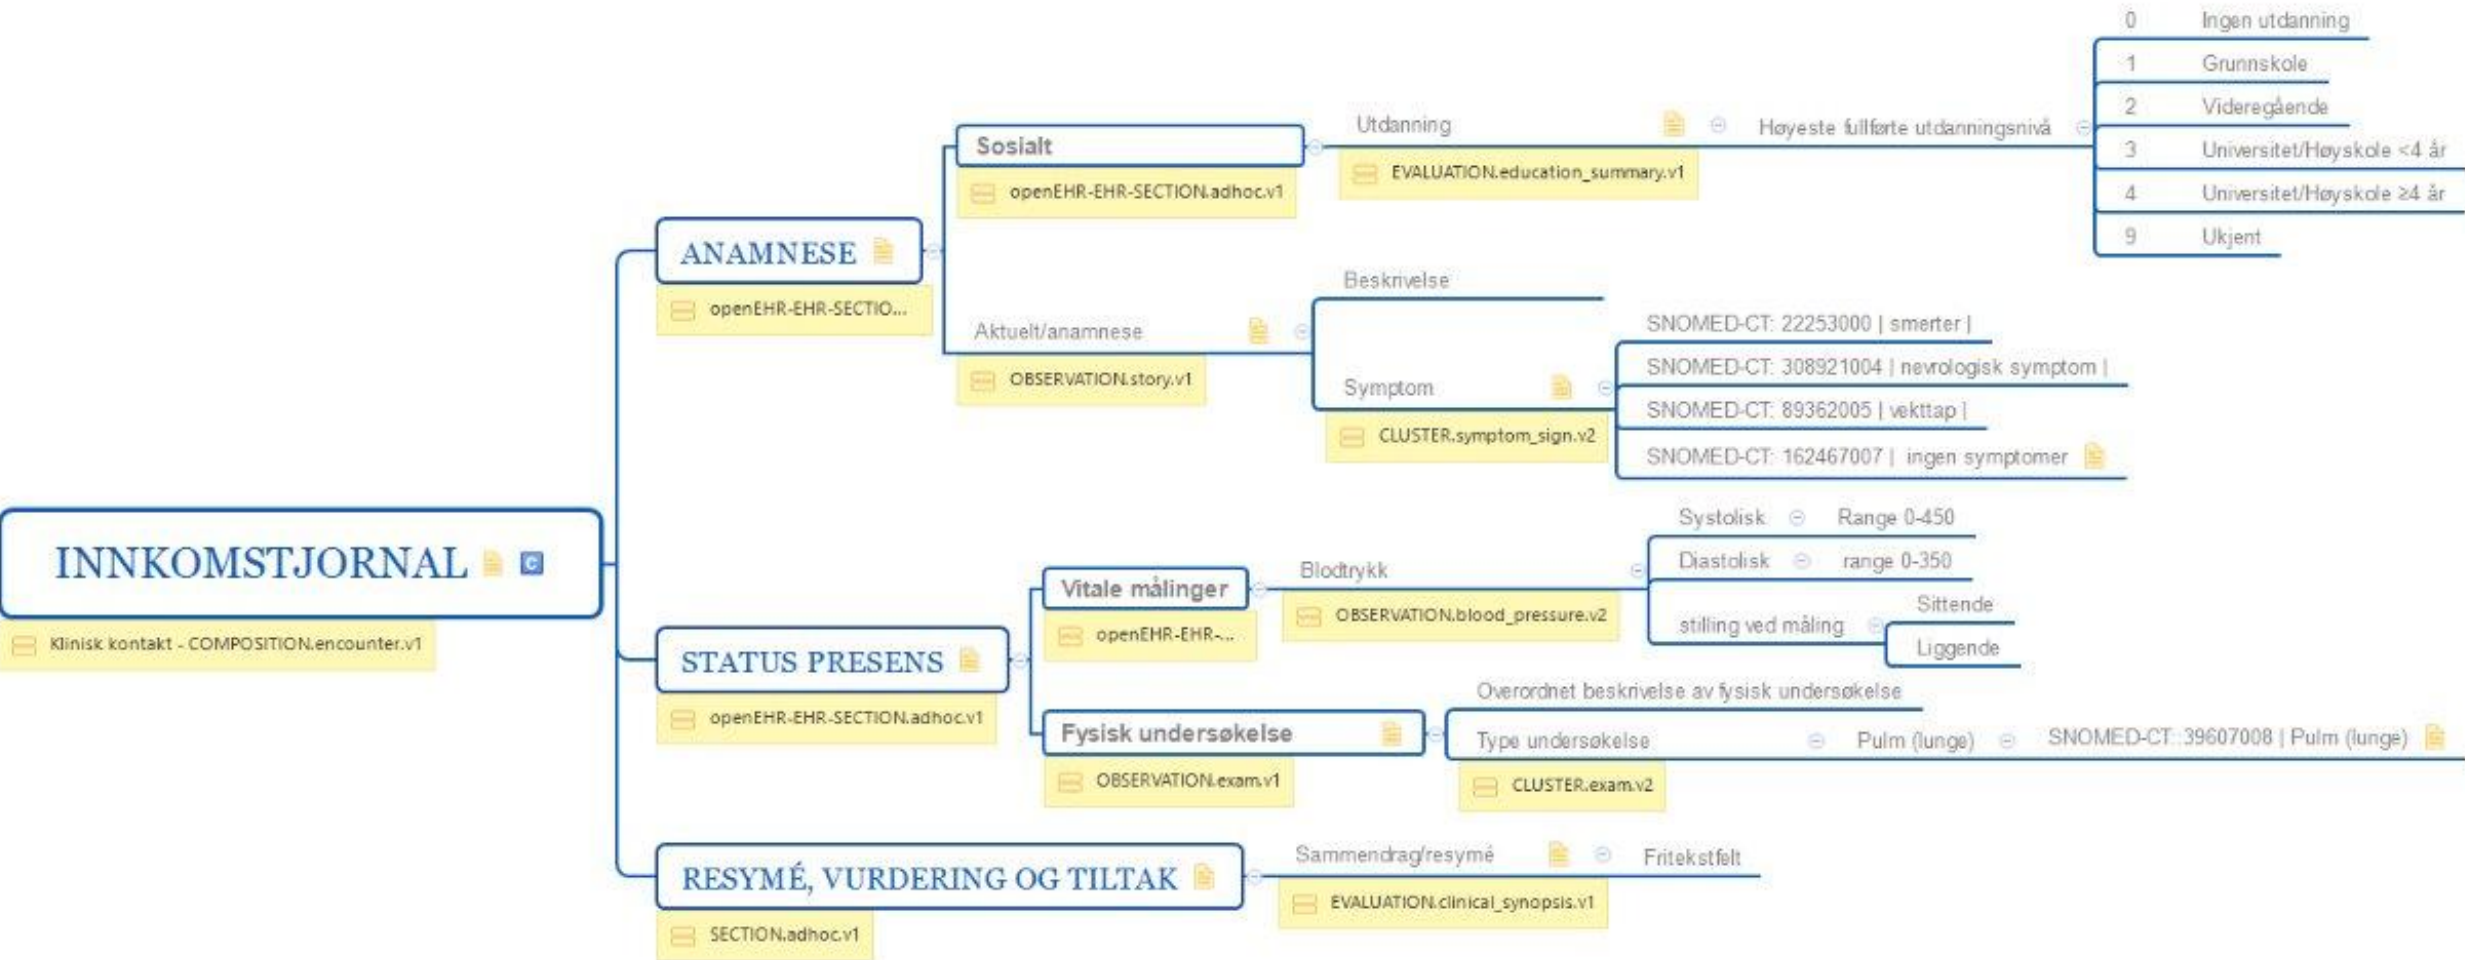 INNKOMSTJORNAL
Klinisk kontakt - COMPOSITION.encounter.v1
ANAMNESE
openEHR-EHR-SECTIO...
Sosialt
openEHR-EHR-SECTION.adhoc.v1
Utdanning
EVALUATION.education_summary.v1
Høyeste fullførte utdanningsnivå
0 Ingen utdanning
1 Grunnskole
2 Videregående
3 Universitet/Høyskole <4 år
4 Universitet/Høyskole ≥4 år
9 Ukjent
Aktuelt/anamnese
OBSERVATION.story.v1
Beskrivelse
Symptom
CLUSTER.symptom_sign.v2
SNOMED-CT: 22253000 | smerter |
SNOMED-CT: 308921004 | nevrologisk symptom |
SNOMED-CT: 89362005 | vekttap |
SNOMED-CT: 162467007 | ingen symptomer
STATUS PRESENS
openEHR-EHR-SECTION.adhoc.v1
Vitale målinger
openEHR-EHR-...
Blodtrykk
OBSERVATION.blood_pressure.v2
Systolisk Range 0-450
Diastolisk range 0-350
stilling ved måling
Sittende
Liggende
Fysisk undersøkelse
OBSERVATION.exam.v1
Overordnet beskrivelse av fysisk undersøkelse
Type undersøkelse Pulm (lunge) SNOMED-CT::39607008 | Pulm (lunge)
CLUSTER.exam.v2
RESYMÉ, VURDERING OG TILTAK
SECTION.adhoc.v1
Sammendrag/resymé Fritekstfelt
EVALUATION.clinical_synopsis.v1